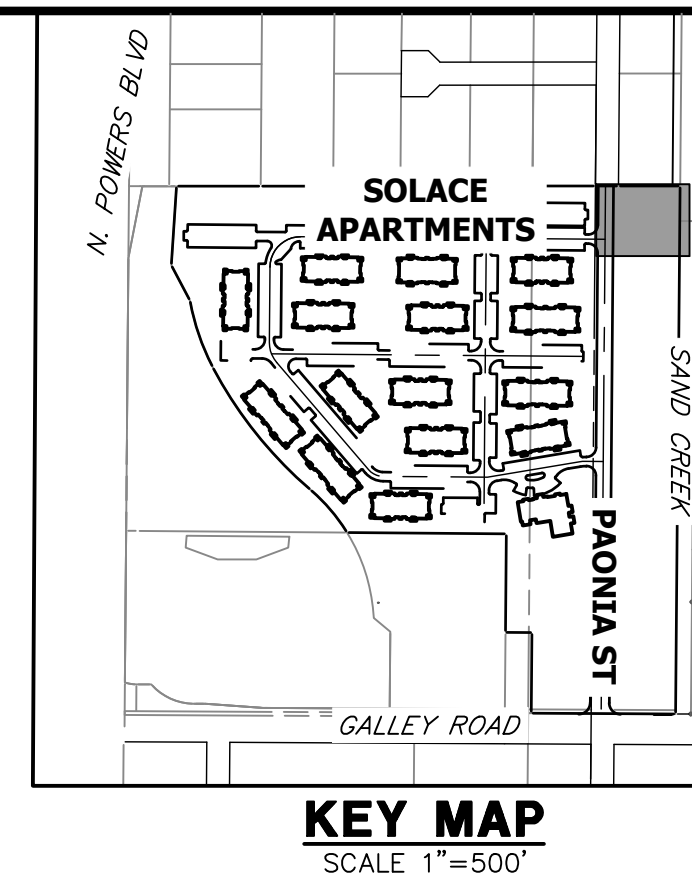 N. POWERS BLVD
SOLACE
APARTMENTS
SAND CREEK
PAONIA ST
GALLEY ROAD
KEY MAP
SCALE 1"=500'